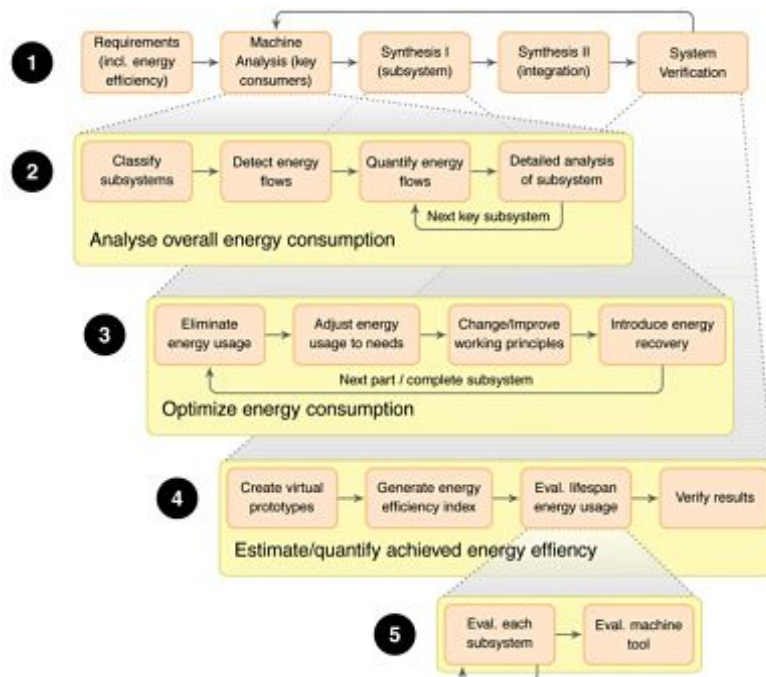 1
Requirements
(incl. energy
efficiency)
Machine
Analysis (key
consumers)
Synthesis I
(subsystem)
Synthesis II
(integration)
System
Verification
2
Classify
subsystems
Detect energy
flows
Quantify energy
flows
Detailed analysis
of subsystem
Next key subsystem
Analyse overall energy consumption
3
Eliminate
energy usage
Adjust energy
usage to needs
Change/Improve
working principles
Introduce energy
recovery
Next part / complete subsystem
Optimize energy consumption
4
Create virtual
prototypes
Generate energy
efficiency index
Eval. lifespan
energy usage
Verify results
Estimate/quantify achieved energy effiency
5
Eval. each
subsystem
Eval. machine
tool